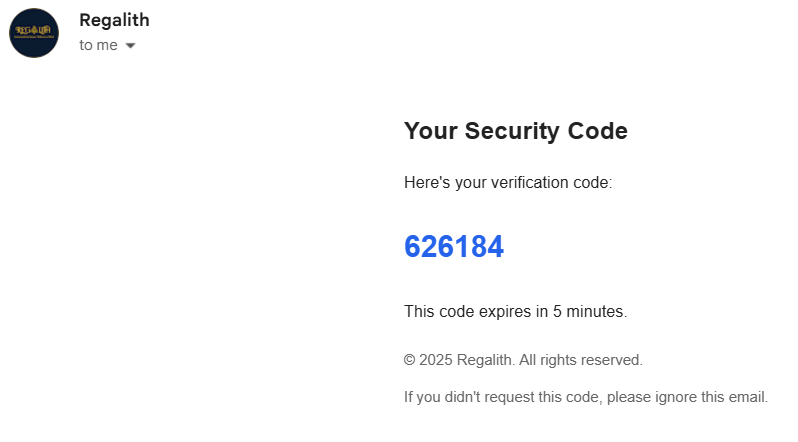 Regalith
to me
Your Security Code
Here's your verification code:
626184
This code expires in 5 minutes.
© 2025 Regalith. All rights reserved.
If you didn't request this code, please ignore this email.